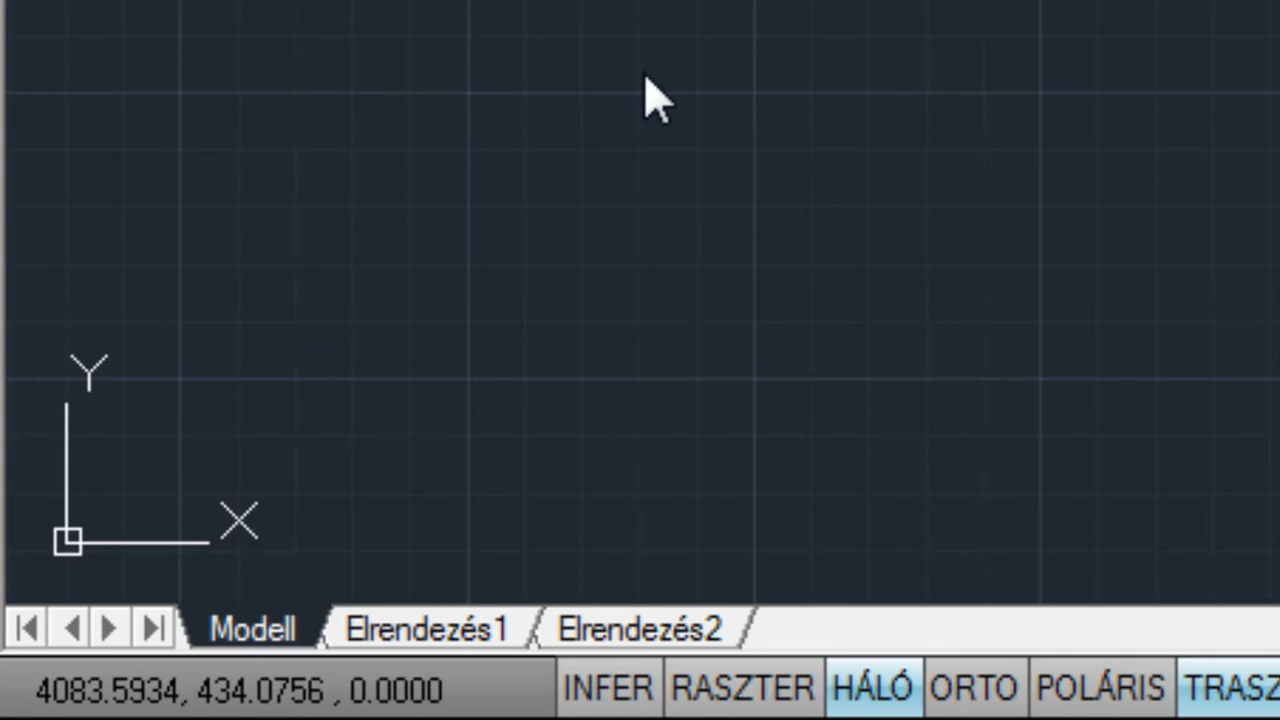 Y
X
Modell Elrendezés1 Elrendezés2
4083.5934, 434.0756 , 0.0000 INFER RASZTER HÁLÓ ORTO POLÁRIS TRASZ